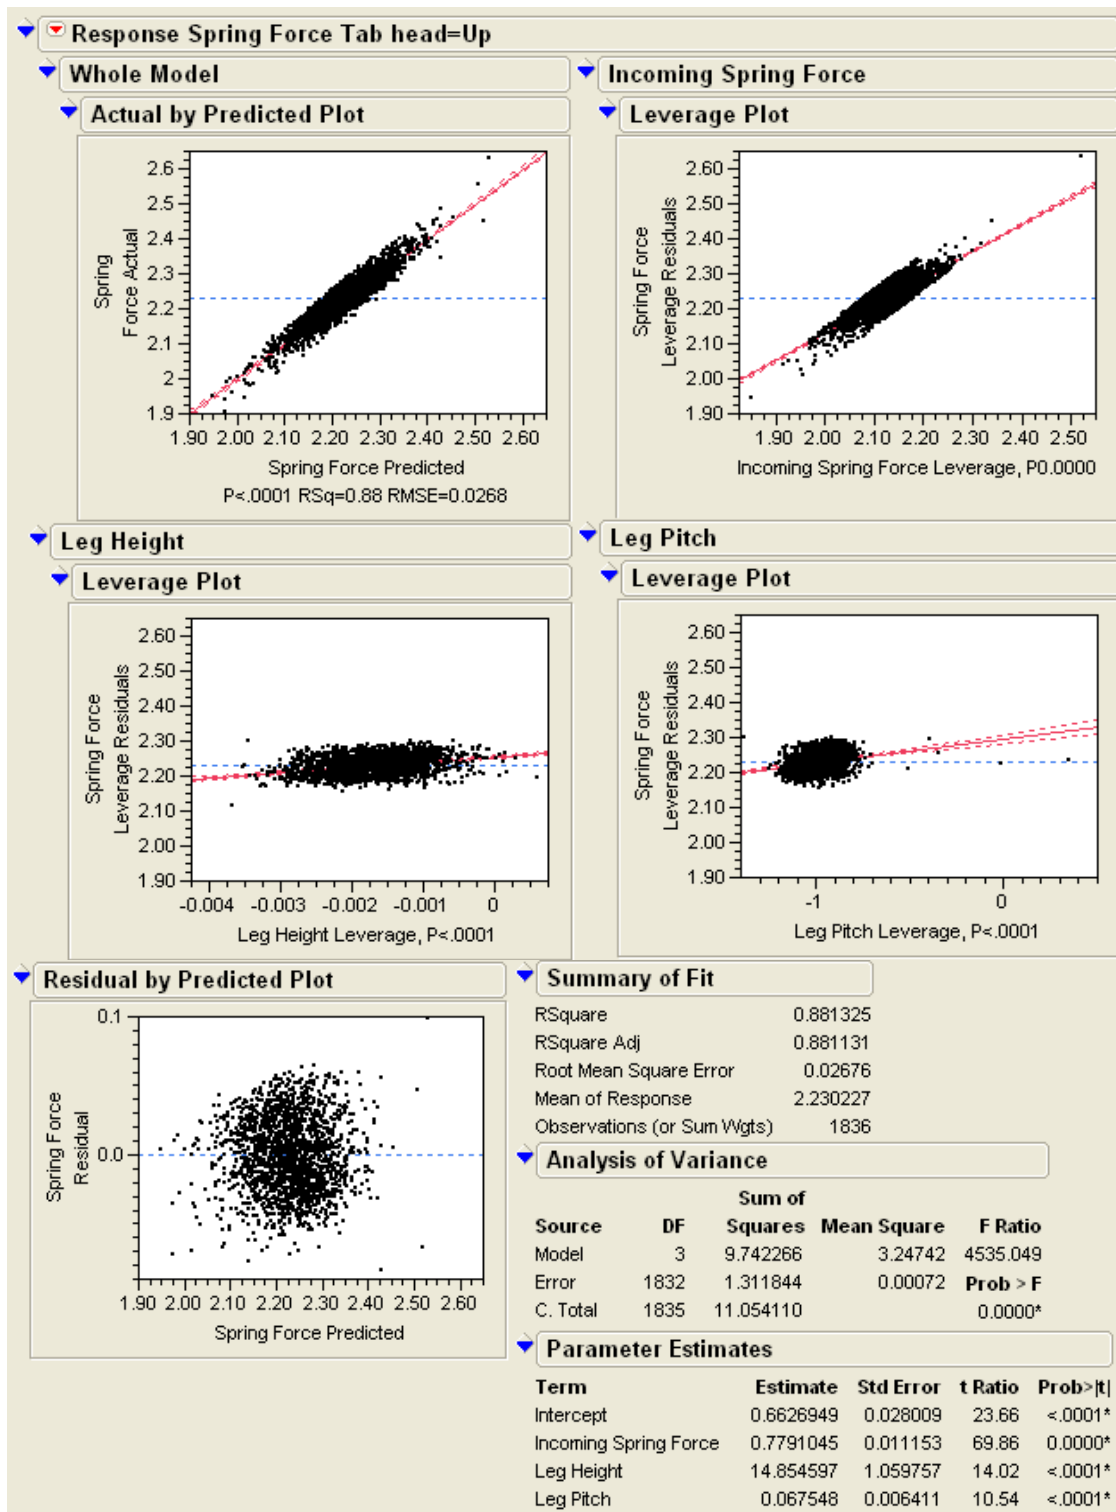 Response Spring Force Tab head=Up
Whole Model
Actual by Predicted Plot
Spring
Force Actual
2.6
2.5
2.4
2.3
2.2
2.1
2
1.9
1.90 2.00 2.10 2.20 2.30 2.40 2.50 2.60
Spring Force Predicted
P<.0001 RSq=0.88 RMSE=0.0268
Incoming Spring Force
Leverage Plot
Spring Force
Leverage Residuals
2.60
2.50
2.40
2.30
2.20
2.10
2.00
1.90
1.90 2.00 2.10 2.20 2.30 2.40 2.50
Incoming Spring Force Leverage, P0.0000
Leg Height
Leverage Plot
Spring Force
Leverage Residuals
2.60
2.50
2.40
2.30
2.20
2.10
2.00
1.90
-0.004 -0.003 -0.002 -0.001 0
Leg Height Leverage, P<.0001
Leg Pitch
Leverage Plot
Spring Force
Leverage Residuals
2.60
2.50
2.40
2.30
2.20
2.10
2.00
1.90
-1 0
Leg Pitch Leverage, P<.0001
Residual by Predicted Plot
Spring Force
Residual
0.1
0.0
1.90 2.00 2.10 2.20 2.30 2.40 2.50 2.60
Spring Force Predicted
Summary of Fit
RSquare 0.881325
RSquare Adj 0.881131
Root Mean Square Error 0.02676
Mean of Response 2.230227
Observations (or Sum Wgts) 1836
Analysis of Variance
Sum of
Source DF Squares Mean Square F Ratio
Model 3 9.742266 3.24742 4535.049
Error 1832 1.311844 0.00072 Prob > F
C. Total 1835 11.054110 0.0000*
Parameter Estimates
Term Estimate Std Error t Ratio Prob>|t|
Intercept 0.6626949 0.028009 23.66 <.0001*
Incoming Spring Force 0.7791045 0.011153 69.86 0.0000*
Leg Height 14.854597 1.059757 14.02 <.0001*
Leg Pitch 0.067548 0.006411 10.54 <.0001*